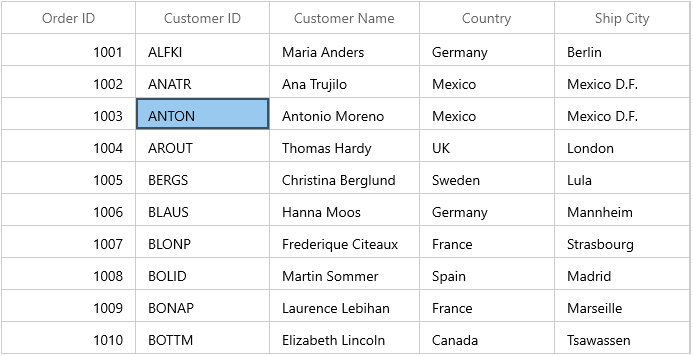 Order ID Customer ID Customer Name Country Ship City
1001 ALFKI Maria Anders Germany Berlin
1002 ANATR Ana Trujilo Mexico Mexico D.F.
1003 ANTON Antonio Moreno Mexico Mexico D.F.
1004 AROUT Thomas Hardy UK London
1005 BERGS Christina Berglund Sweden Lula
1006 BLAUS Hanna Moos Germany Mannheim
1007 BLONP Frederique Citeaux France Strasbourg
1008 BOLID Martin Sommer Spain Madrid
1009 BONAP Laurence Lebihan France Marseille
1010 BOTTM Elizabeth Lincoln Canada Tsawassen